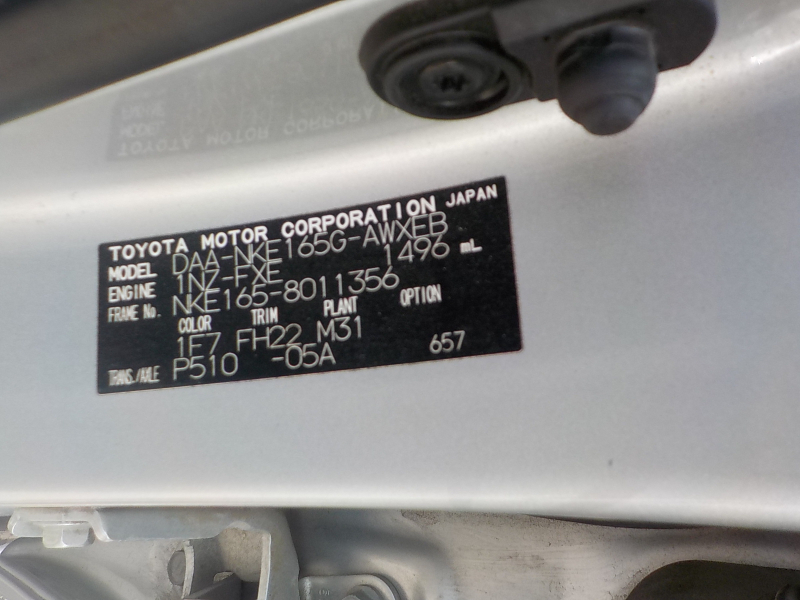 TOYOTA MOTOR CORPORATION JAPAN
MODEL DAA-NKE165G-AWXEB
ENGINE 1NZ-FXE 1496 mL
FRAME No. NKE165-8011356
COLOR TRIM PLANT OPTION
1F7 FH22 M31
TRANS./AXLE P510 -05A 657